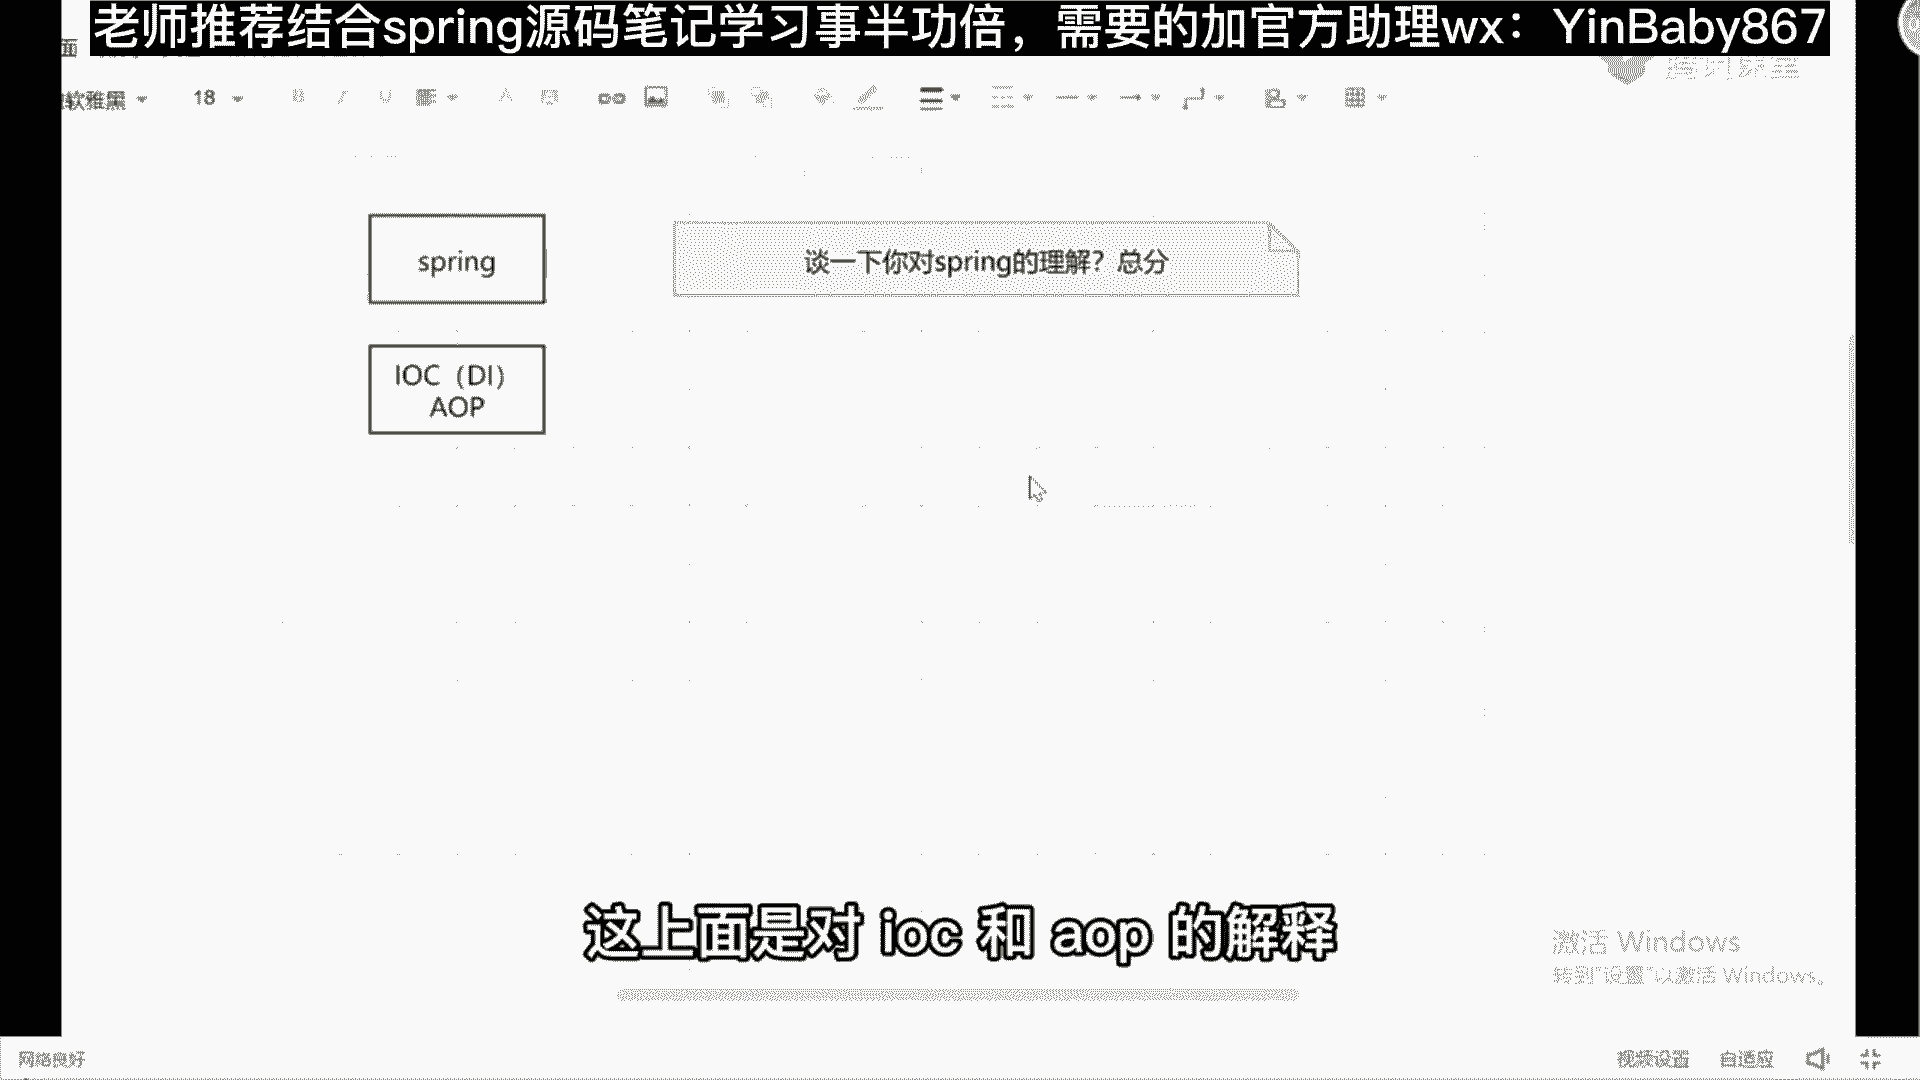 老师推荐结合spring源码笔记学习事半功倍，需要的加官方助理wx：YinBaby867
面
软雅黑
18
腾讯课堂
spring
谈一下你对spring的理解？总分
IOC（DI）
AOP
这上面是对 ioc 和 aop 的解释
激活 Windows
转到"设置"以激活 Windows。
网络良好
视频设置
自适应